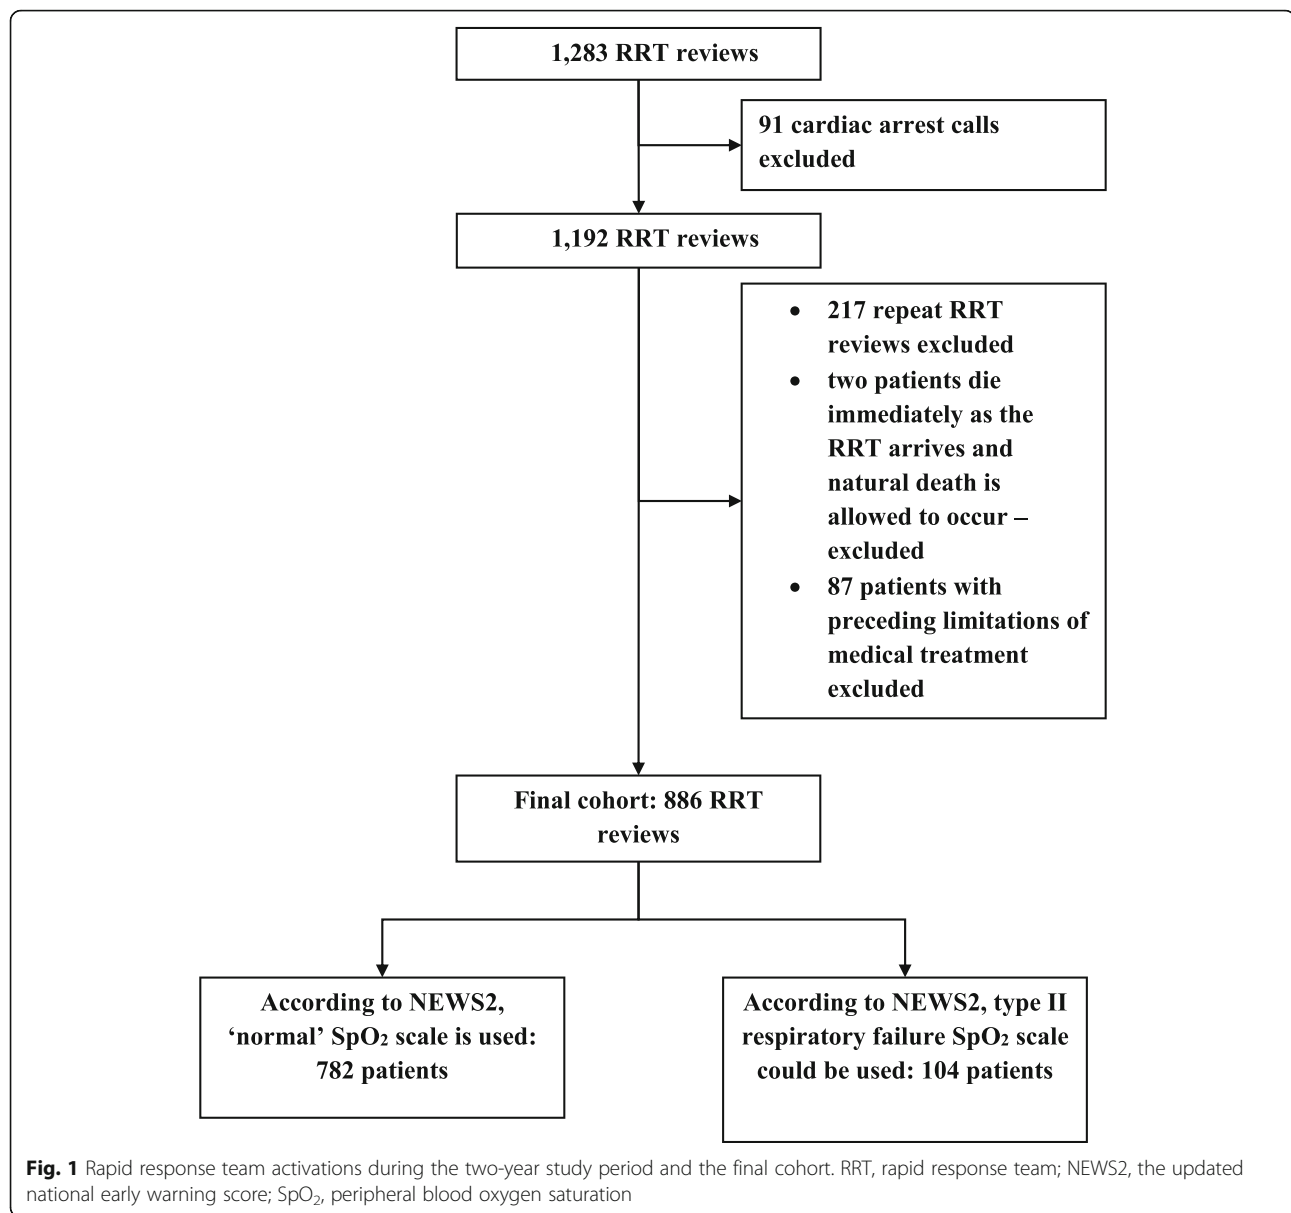 1,283 RRT reviews
91 cardiac arrest calls
excluded
1,192 RRT reviews
• 217 repeat RRT
reviews excluded
• two patients die
immediately as the
RRT arrives and
natural death is
allowed to occur –
excluded
• 87 patients with
preceding limitations of
medical treatment
excluded
Final cohort: 886 RRT
reviews
According to NEWS2,
‘normal’ SpO₂ scale is used:
782 patients
According to NEWS2, type II
respiratory failure SpO₂ scale
could be used: 104 patients
Fig. 1 Rapid response team activations during the two-year study period and the final cohort. RRT, rapid response team; NEWS2, the updated
national early warning score; SpO₂, peripheral blood oxygen saturation